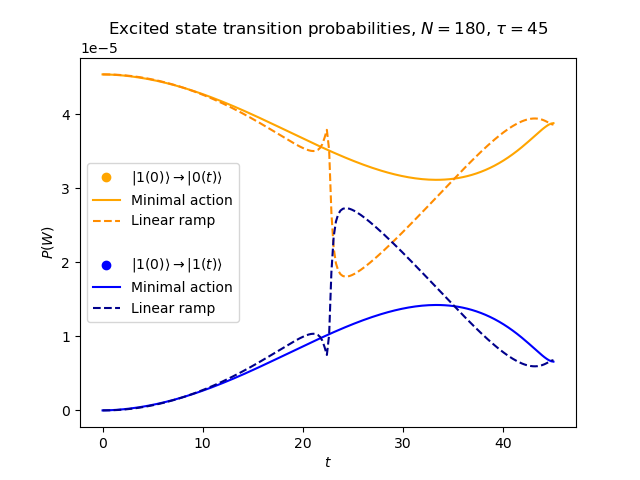 Excited state transition probabilities, N = 180, τ = 45
1e−5
4
3
2
1
0
P(W)
|1(0)⟩ → |0(t)⟩
Minimal action
Linear ramp
|1(0)⟩ → |1(t)⟩
Minimal action
Linear ramp
0 10 20 30 40
t